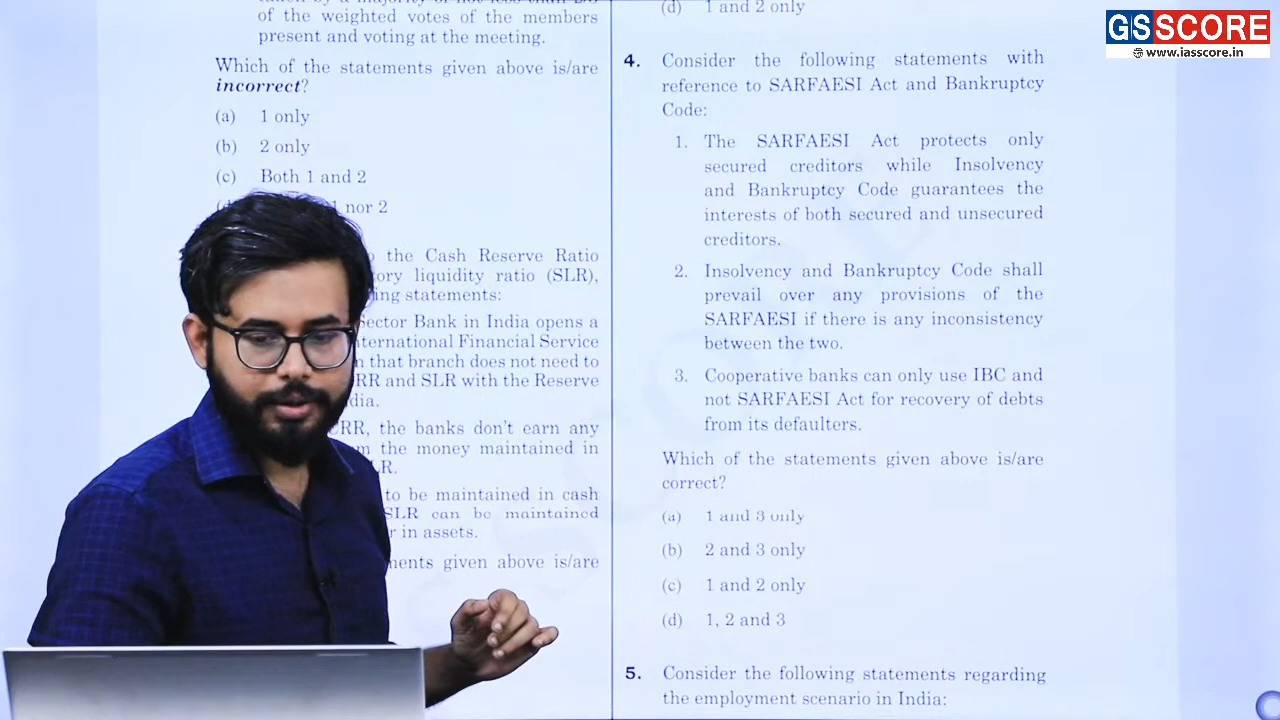 of the weighted votes of the members
present and voting at the meeting.
Which of the statements given above is/are
incorrect?
(a) 1 only
(b) 2 only
(c) Both 1 and 2
nor 2
the Cash Reserve Ratio
liquidity ratio (SLR),
statements:
Sector Bank in India opens a
International Financial Service
that branch does not need to
and SLR with the Reserve
the banks don't earn any
the money maintained in
to be maintained in cash
SLR can be maintained
in assets.
given above is/are
(d) 1 and 2 only
4. Consider the following statements with
reference to SARFAESI Act and Bankruptcy
Code:
1. The SARFAESI Act protects only
secured creditors while Insolvency
and Bankruptcy Code guarantees the
interests of both secured and unsecured
creditors.
2. Insolvency and Bankruptcy Code shall
prevail over any provisions of the
SARFAESI if there is any inconsistency
between the two.
3. Cooperative banks can only use IBC and
not SARFAESI Act for recovery of debts
from its defaulters.
Which of the statements given above is/are
correct?
(a) 1 and 3 only
(b) 2 and 3 only
(c) 1 and 2 only
(d) 1, 2 and 3
5. Consider the following statements regarding
the employment scenario in India:
GSSCORE
www.iasscore.in